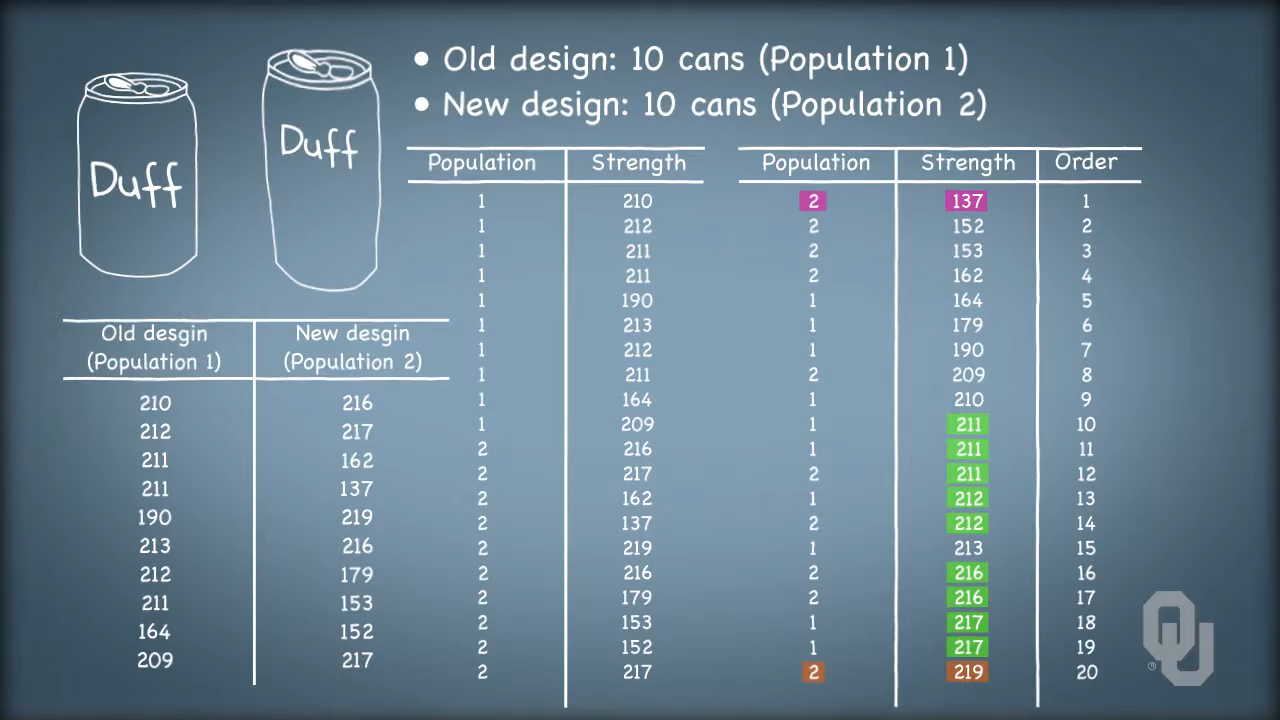 • Old design: 10 cans (Population 1)
• New design: 10 cans (Population 2)
Duff
Duff
Old desgin (Population 1) New desgin (Population 2)
210 216
212 217
211 162
211 137
190 219
213 216
212 179
211 153
164 152
209 217
Population Strength
1 210
1 212
1 211
1 211
1 190
1 213
1 212
1 211
1 164
1 209
2 216
2 217
2 162
2 137
2 219
2 216
2 179
2 153
2 152
2 217
Population Strength Order
2 137 1
2 152 2
2 153 3
2 162 4
1 164 5
1 179 6
1 190 7
2 209 8
1 210 9
1 211 10
1 211 11
2 211 12
1 212 13
2 212 14
1 213 15
2 216 16
2 216 17
1 217 18
1 217 19
2 219 20
OU
®